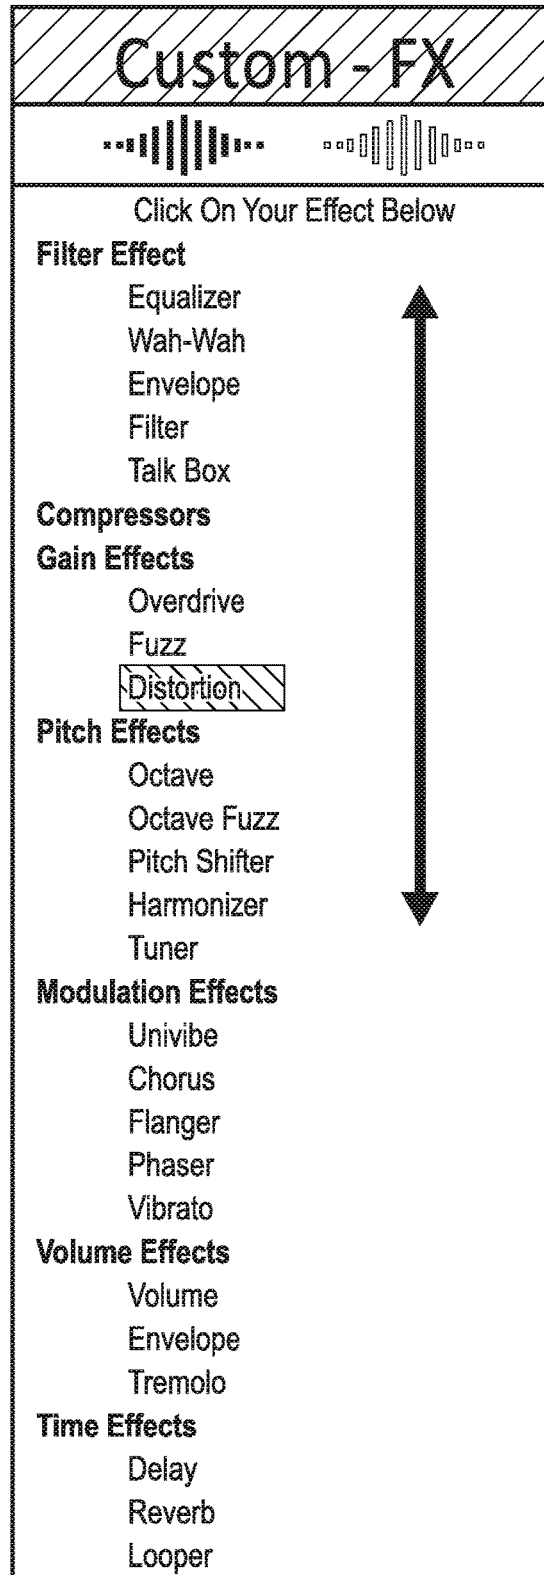 Custom - FX
Click On Your Effect Below
Filter Effect
Equalizer
Wah-Wah
Envelope
Filter
Talk Box
Compressors
Gain Effects
Overdrive
Fuzz
Distortion
Pitch Effects
Octave
Octave Fuzz
Pitch Shifter
Harmonizer
Tuner
Modulation Effects
Univibe
Chorus
Flanger
Phaser
Vibrato
Volume Effects
Volume
Envelope
Tremolo
Time Effects
Delay
Reverb
Looper